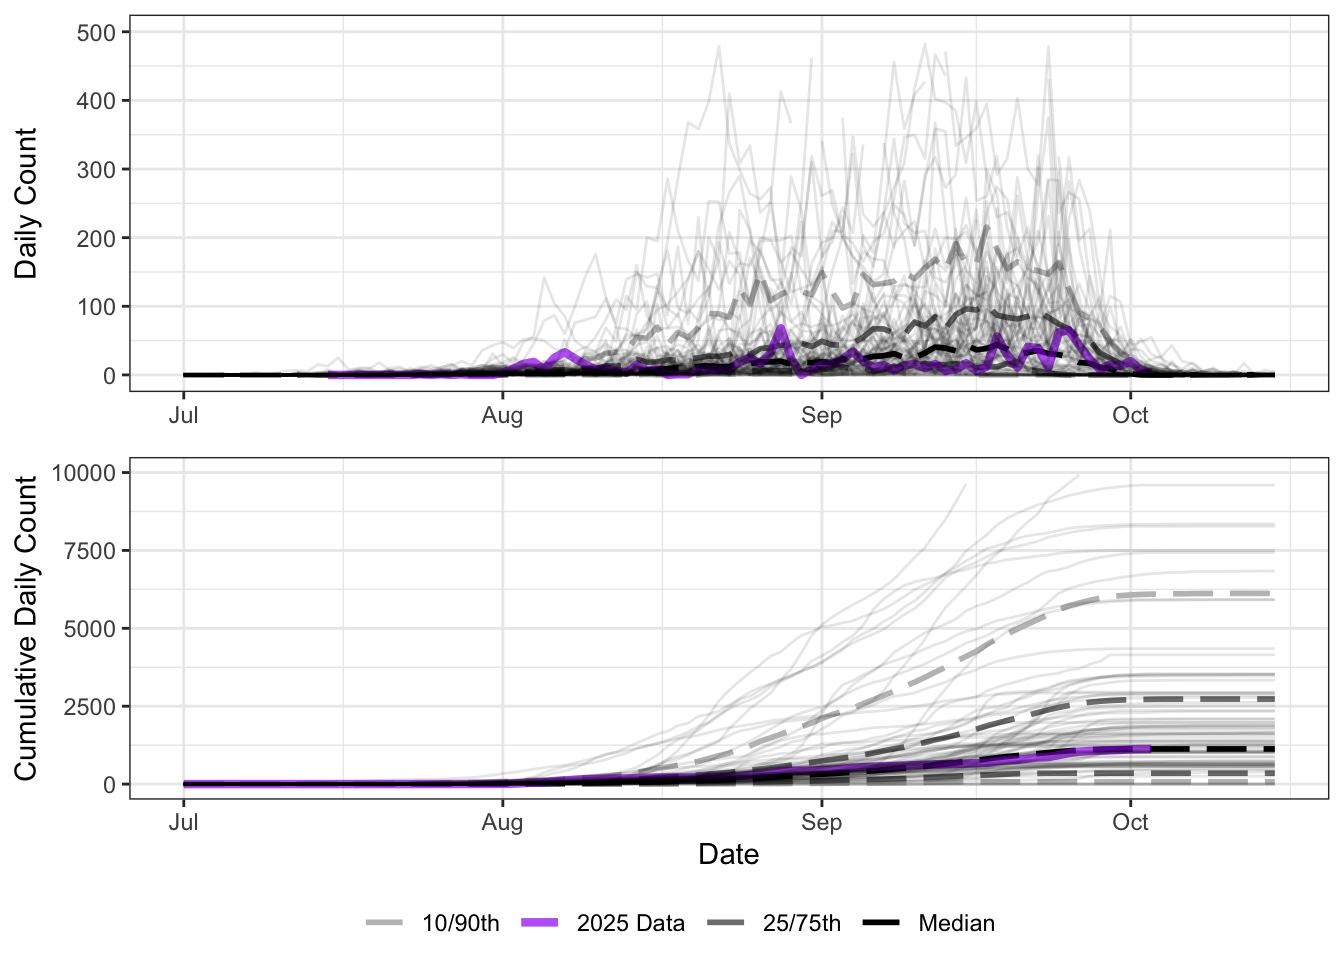 Daily Count
500
400
300
200
100
0
Jul Aug Sep Oct
Cumulative Daily Count
10000
7500
5000
2500
0
Jul Aug Sep Oct
Date
10/90th 2025 Data 25/75th Median